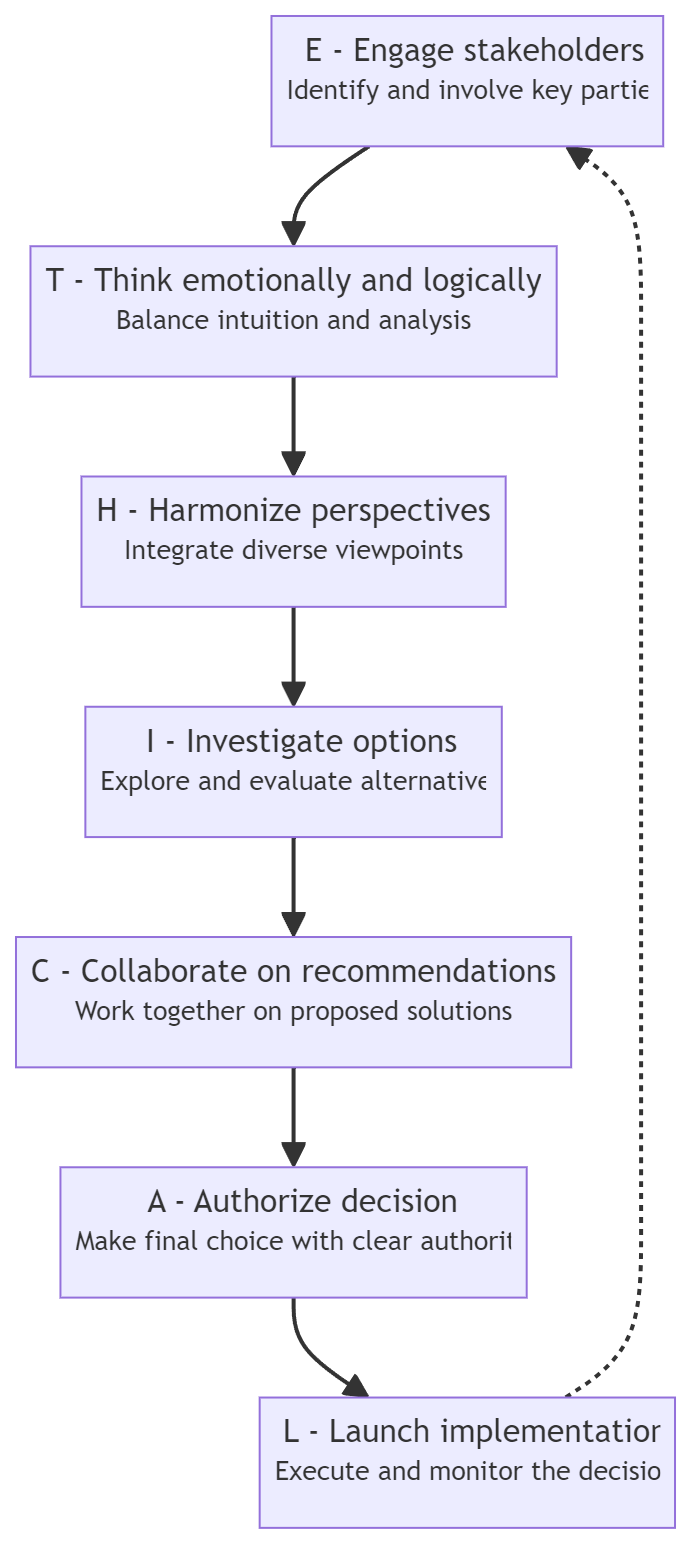 E - Engage stakeholders
Identify and involve key partie
T - Think emotionally and logically
Balance intuition and analysis
H - Harmonize perspectives
Integrate diverse viewpoints
I - Investigate options
Explore and evaluate alternative
C - Collaborate on recommendations
Work together on proposed solutions
A - Authorize decision
Make final choice with clear authorit
L - Launch implementation
Execute and monitor the decisio